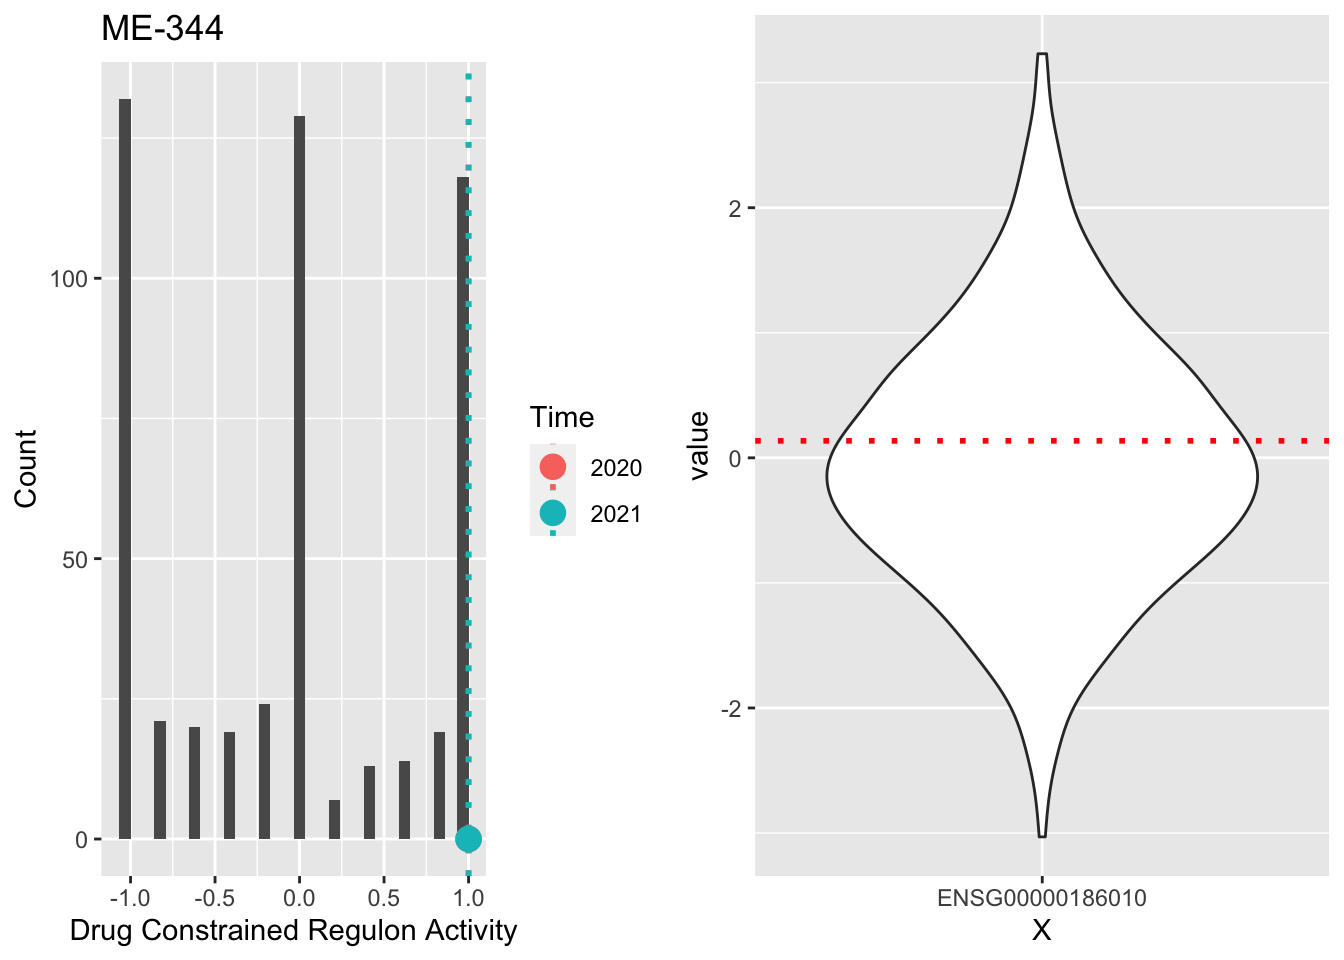 ME-344
Count
100
50
0
-1.0
-0.5
0.0
0.5
1.0
Drug Constrained Regulon Activity
Time
2020
2021
value
2
0
-2
ENSG00000186010
X